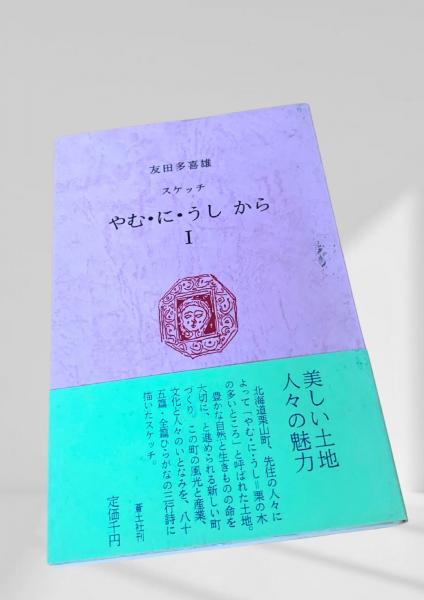 友田多喜雄
スケッチ
やむ・に・うし から
I
美しい土地
人々の魅力
北海道栗山町、先住の人々に
よって「やむ・に・うし＝栗の木
の多いところ」と呼ばれた土地。
豊かな自然と生きものの命を
大切に、と進められる新しい町
づくり。この町の風光と産業、
文化と人々のいとなみを、八十
五篇・全篇ひらがなの三行詩に
描いたスケッチ。
蒼土社刊
定価千円